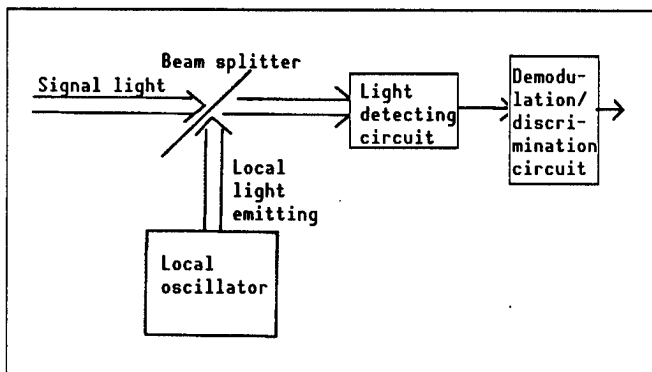 Beam splitter
Signal light
Light
detecting
circuit
Demodu-
lation/
discri-
mination
circuit
Local
light
emitting
Local
oscillator